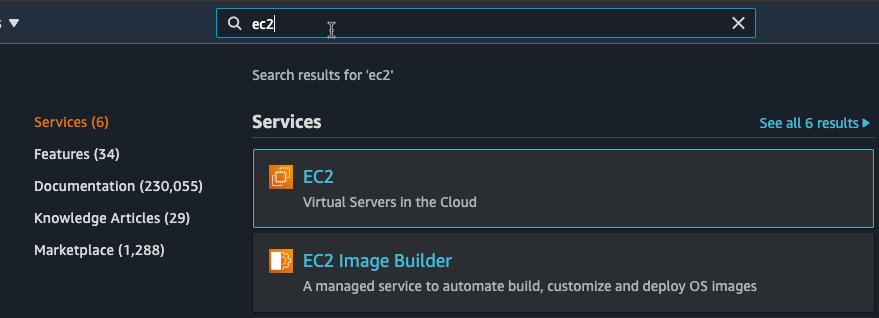 s ▼
ec2
Search results for 'ec2'
Services (6)
Features (34)
Documentation (230,055)
Knowledge Articles (29)
Marketplace (1,288)
Services
See all 6 results ▶
EC2
Virtual Servers in the Cloud
EC2 Image Builder
A managed service to automate build, customize and deploy OS images